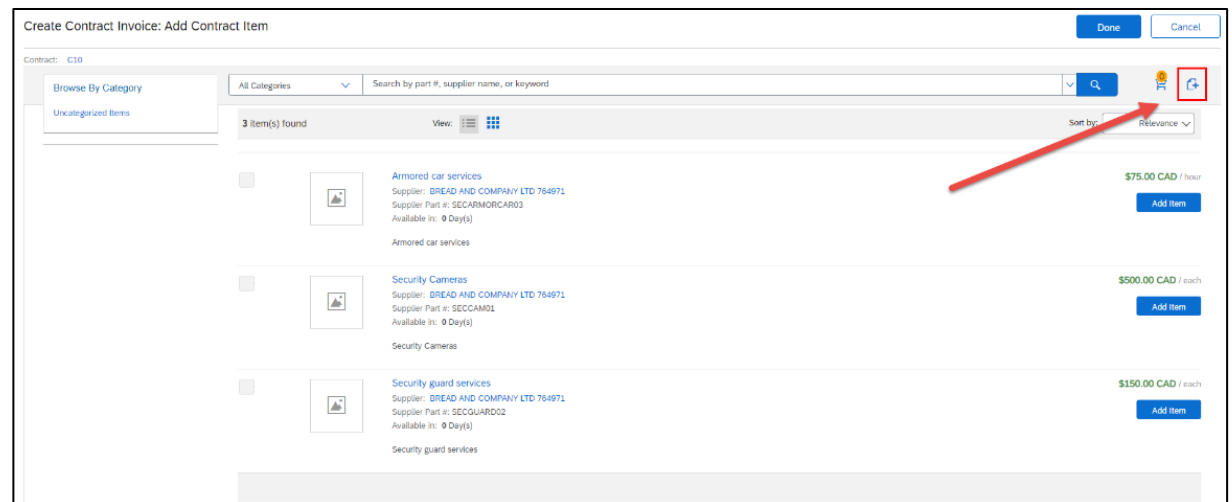 Create Contract Invoice: Add Contract Item
Done
Cancel
Contract: C10
Browse By Category
Uncategorized Items
All Categories
Search by part #, supplier name, or keyword
0
3 item(s) found
View:
Sort by:
Relevance
Armored car services
Supplier: BREAD AND COMPANY LTD 764971
Supplier Part #: SECARMORCAR03
Available in: 0 Day(s)
Armored car services
$75.00 CAD / hour
Add Item
Security Cameras
Supplier: BREAD AND COMPANY LTD 764971
Supplier Part #: SECCAM01
Available in: 0 Day(s)
Security Cameras
$500.00 CAD / each
Add Item
Security guard services
Supplier: BREAD AND COMPANY LTD 764971
Supplier Part #: SECGUARD02
Available in: 0 Day(s)
Security guard services
$150.00 CAD / each
Add Item